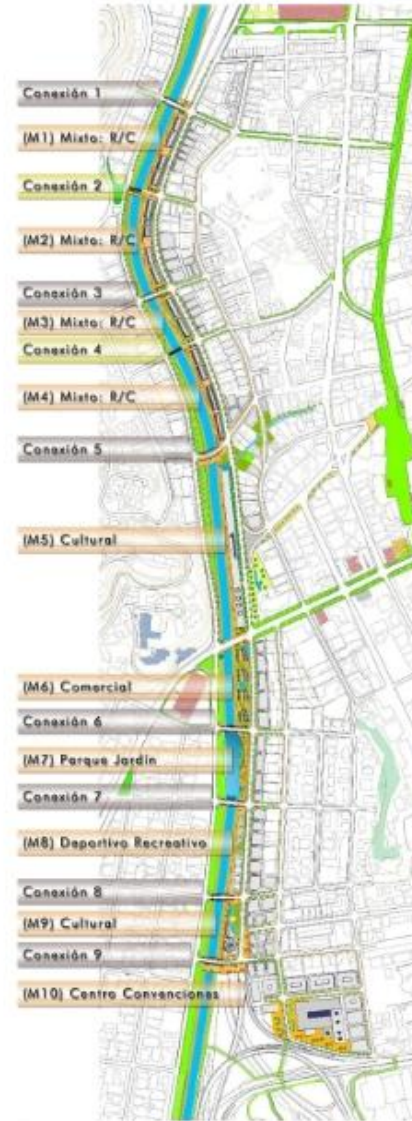 Conexión 1
(M1) Mixto: R/C
Conexión 2
(M2) Mixto: R/C
Conexión 3
(M3) Mixto: R/C
Conexión 4
(M4) Mixto: R/C
Conexión 5
(M5) Cultural
(M6) Comercial
Conexión 6
(M7) Parque Jardín
Conexión 7
(M8) Deportivo Recreativo
Conexión 8
(M9) Cultural
Conexión 9
(M10) Centro Convenciones